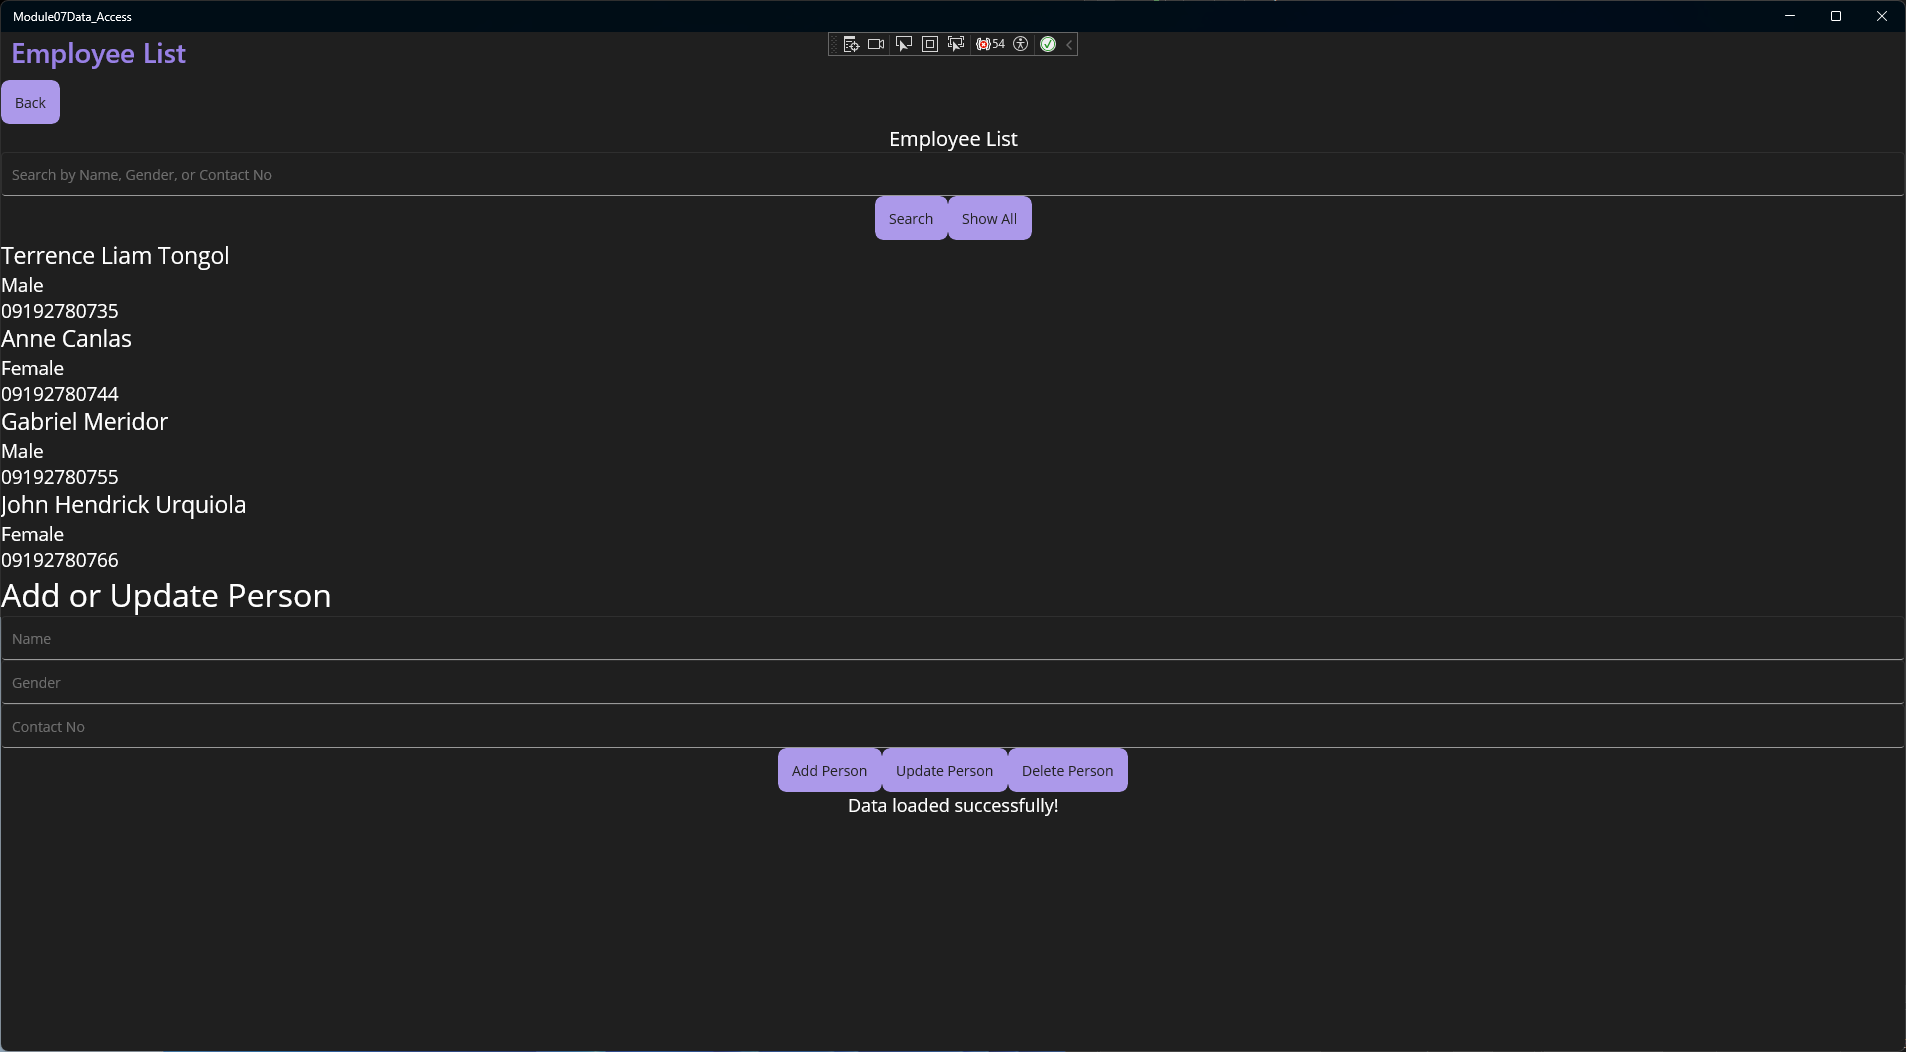 Module07Data_Access
Employee List
54
Back
Employee List
Search by Name, Gender, or Contact No
Search Show All
Terrence Liam Tongol
Male
09192780735
Anne Canlas
Female
09192780744
Gabriel Meridor
Male
09192780755
John Hendrick Urquiola
Female
09192780766
Add or Update Person
Name
Gender
Contact No
Add Person Update Person Delete Person
Data loaded successfully!